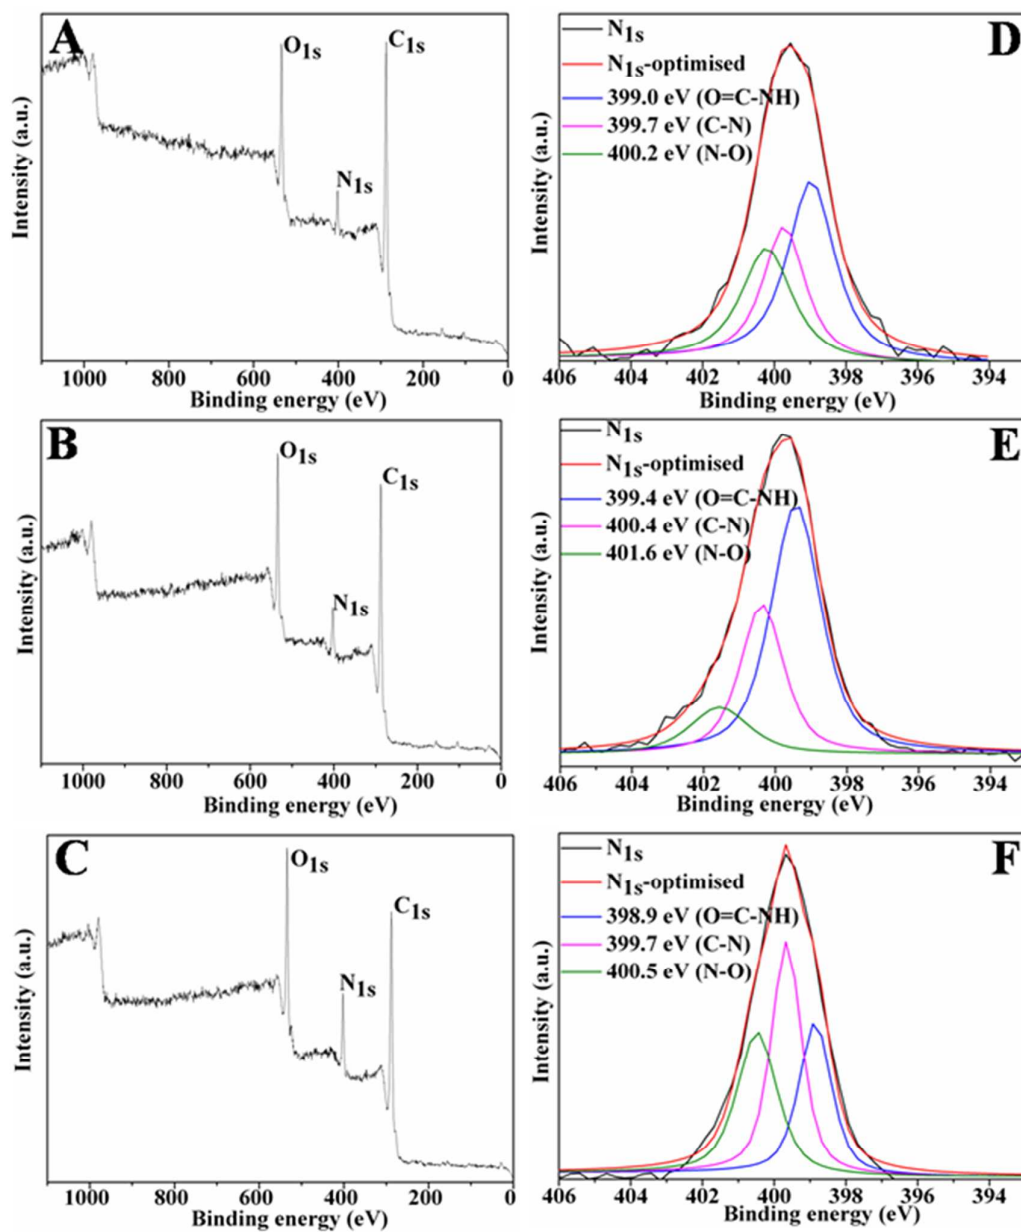 A
O1s
C1s
N1s
Intensity (a.u.)
1000 800 600 400 200 0
Binding energy (eV)
D
N1s
N1s-optimised
399.0 eV (O=C-NH)
399.7 eV (C-N)
400.2 eV (N-O)
Intensity (a.u.)
406 404 402 400 398 396 394
Binding energy (eV)
B
O1s
C1s
N1s
Intensity (a.u.)
1000 800 600 400 200 0
Binding energy (eV)
E
N1s
N1s-optimised
399.4 eV (O=C-NH)
400.4 eV (C-N)
401.6 eV (N-O)
Intensity (a.u.)
406 404 402 400 398 396 394
Binding energy (eV)
C
O1s
C1s
N1s
Intensity (a.u.)
1000 800 600 400 200 0
Binding energy (eV)
F
N1s
N1s-optimised
398.9 eV (O=C-NH)
399.7 eV (C-N)
400.5 eV (N-O)
Intensity (a.u.)
406 404 402 400 398 396 394
Binding energy (eV)